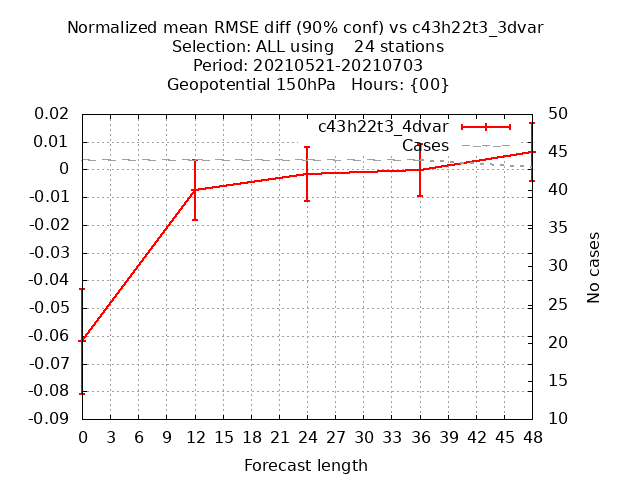 Normalized mean RMSE diff (90% conf) vs c43h22t3_3dvar
Selection: ALL using 24 stations
Period: 20210521-20210703
Geopotential 150hPa Hours: {00}
c43h22t3_4dvar
Cases
0.02
0.01
0
-0.01
-0.02
-0.03
-0.04
-0.05
-0.06
-0.07
-0.08
-0.09
50
45
40
35
30
25
20
15
10
No cases
0 3 6 9 12 15 18 21 24 27 30 33 36 39 42 45 48
Forecast length